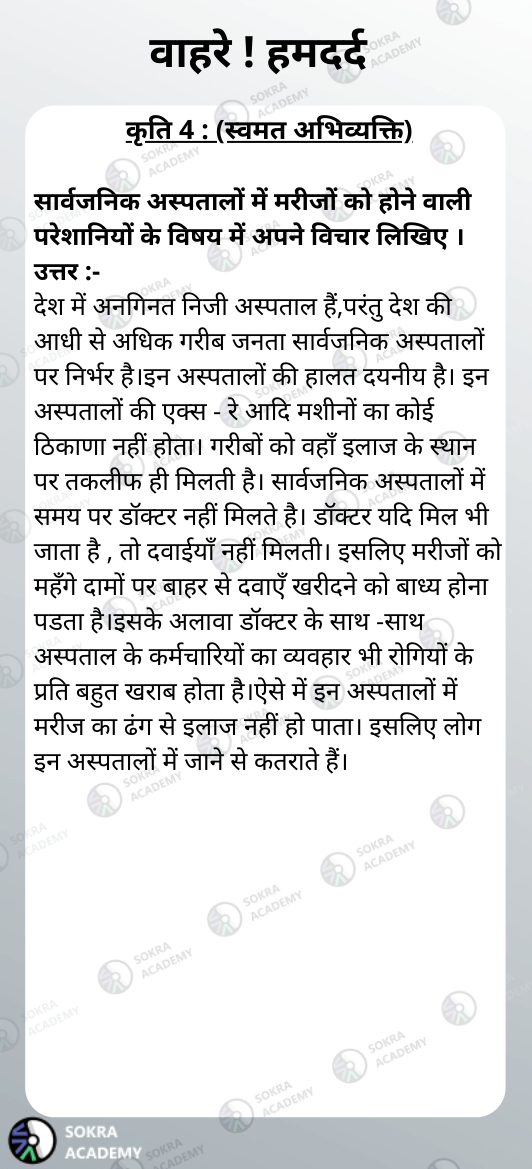 वाहरे ! हमदर्द
कृति 4 : (स्वमत अभिव्यक्ति)
सार्वजनिक अस्पतालों में मरीजों को होने वाली
परेशानियों के विषय में अपने विचार लिखिए ।
उत्तर :-
देश में अनगिनत निजी अस्पताल हैं,परंतु देश की
आधी से अधिक गरीब जनता सार्वजनिक अस्पतालों
पर निर्भर है।इन अस्पतालों की हालत दयनीय है। इन
अस्पतालों की एक्स - रे आदि मशीनों का कोई
ठिकाणा नहीं होता। गरीबों को वहाँ इलाज के स्थान
पर तकलीफ ही मिलती है। सार्वजनिक अस्पतालों में
समय पर डॉक्टर नहीं मिलते है। डॉक्टर यदि मिल भी
जाता है , तो दवाईयाँ नहीं मिलती। इसलिए मरीजों को
महँगे दामों पर बाहर से दवाएँ खरीदने को बाध्य होना
पडता है।इसके अलावा डॉक्टर के साथ -साथ
अस्पताल के कर्मचारियों का व्यवहार भी रोगियों के
प्रति बहुत खराब होता है।ऐसे में इन अस्पतालों में
मरीज का ढंग से इलाज नहीं हो पाता। इसलिए लोग
इन अस्पतालों में जाने से कतराते हैं।
SOKRA
ACADEMY